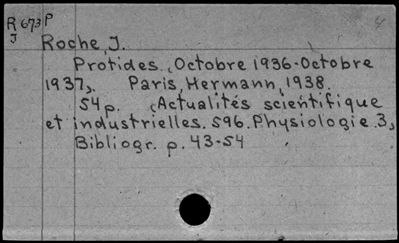 R 673 P
J
Roche, J.
Protides. Octobre 1936-Octobre
1937. Paris, Hermann, 1938.
54p. (Actualités scientifique
et industrielles. 596. Physiologie. 3)
Bibliogr. p. 43-54